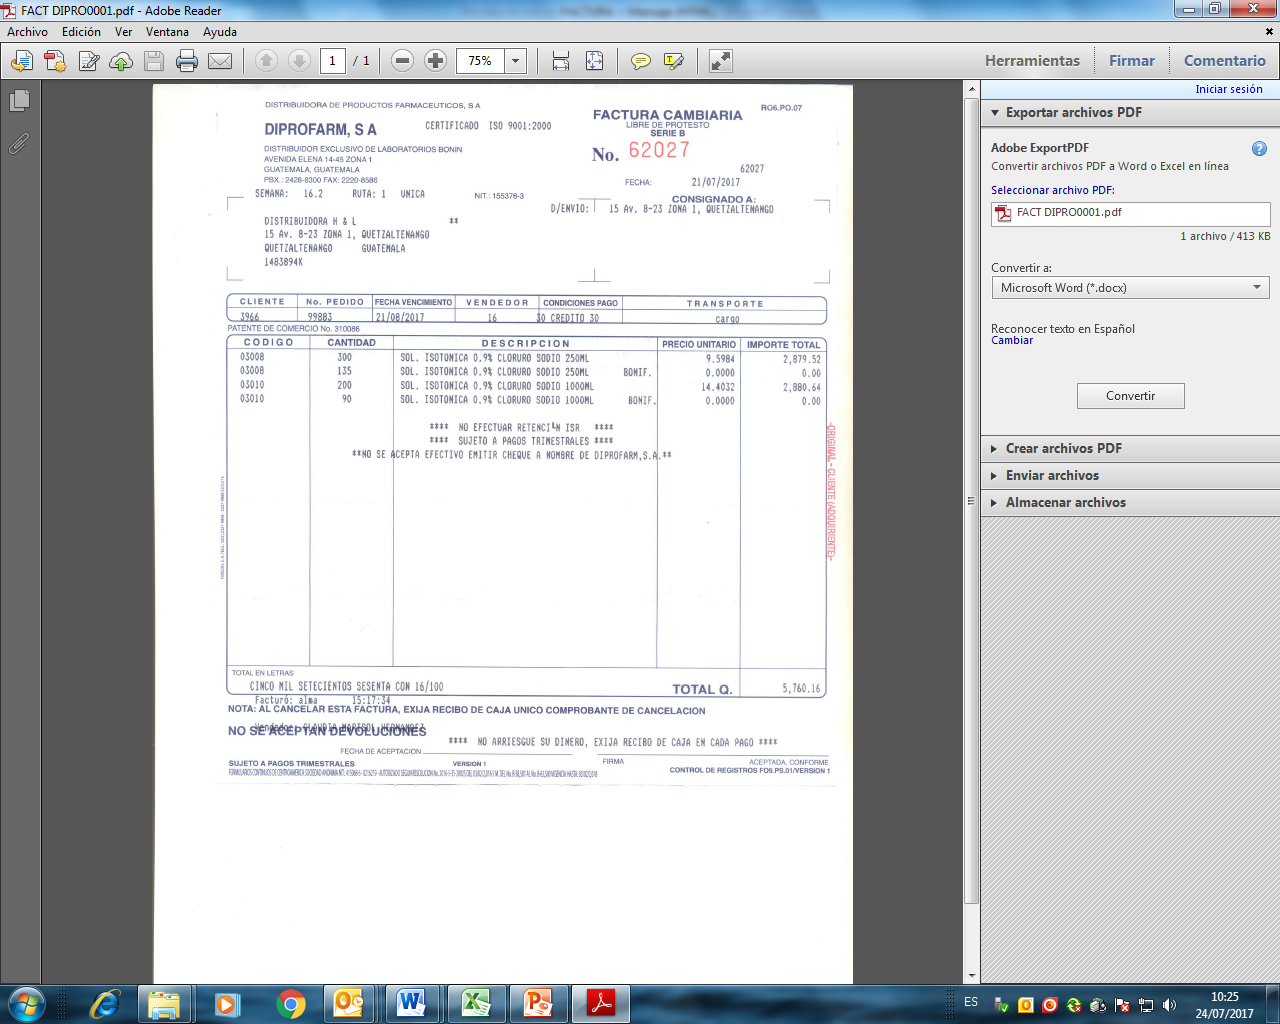 FACT DIPRO0001.pdf - Adobe Reader
Archivo Edición Ver Ventana Ayuda
1 / 1 75% Herramientas Firmar Comentario
Iniciar sesión
Exportar archivos PDF
Adobe ExportPDF
Convertir archivos PDF a Word o Excel en línea
Seleccionar archivo PDF:
FACT DIPRO0001.pdf
1 archivo / 413 KB
Convertir a:
Microsoft Word (*.docx)
Reconocer texto en Español
Cambiar
Convertir
Crear archivos PDF
Enviar archivos
Almacenar archivos
DISTRIBUIDORA DE PRODUCTOS FARMACEUTICOS, S A
DIPROFARM, S A CERTIFICADO ISO 9001:2000
DISTRIBUIDOR EXCLUSIVO DE LABORATORIOS BONIN
AVENIDA ELENA 14-45 ZONA 1
GUATEMALA, GUATEMALA
PBX.: 2428-8300 FAX: 2220-8586
SEMANA: 16.2 RUTA: 1 UNICA NIT.: 155376-3
FACTURA CAMBIARIA RO6.PO.07
LIBRE DE PROTESTO
SERIE B
No. 62027
62027
FECHA: 21/07/2017
CONSIGNADO A:
D/ENVIO: 15 Av. 8-23 ZONA 1, QUETZALTENANGO
DISTRIBUIDORA H & L **
15 Av. 8-23 ZONA 1, QUETZALTENANGO
QUETZALTENANGO GUATEMALA
1483894K
CLIENTE No. PEDIDO FECHA VENCIMIENTO VENDEDOR CONDICIONES PAGO TRANSPORTE
3966 99883 21/08/2017 16 30 CREDITO 30 cargo
PATENTE DE COMERCIO No. 310086
CODIGO CANTIDAD DESCRIPCION PRECIO UNITARIO IMPORTE TOTAL
03008 300 SOL. ISOTONICA 0.9% CLORURO SODIO 250ML 9.5984 2,879.52
03008 135 SOL. ISOTONICA 0.9% CLORURO SODIO 250ML BONIF. 0.0000 0.00
03010 200 SOL. ISOTONICA 0.9% CLORURO SODIO 1000ML 14.4032 2,880.64
03010 90 SOL. ISOTONICA 0.9% CLORURO SODIO 1000ML BONIF. 0.0000 0.00
**** NO EFECTUAR RETENCI¼N ISR ****
**** SUJETO A PAGOS TRIMESTRALES ****
**NO SE ACEPTA EFECTIVO EMITIR CHEQUE A NOMBRE DE DIPROFARM,S.A.**
-ORIGINAL - CLIENTE (ADQUIRIENTE)-
TOTAL EN LETRAS
CINCO MIL SETECIENTOS SESENTA CON 16/100 TOTAL Q. 5,760.16
Facturó: alma 15:17:34
NOTA: AL CANCELAR ESTA FACTURA, EXIJA RECIBO DE CAJA UNICO COMPROBANTE DE CANCELACION
Vendedor: CLAUDIA MARISOL HERNANDEZ
NO SE ACEPTAN DEVOLUCIONES
**** NO ARRIESGUE SU DINERO, EXIJA RECIBO DE CAJA EN CADA PAGO ****
FECHA DE ACEPTACION FIRMA ACEPTADA, CONFORME
SUJETO A PAGOS TRIMESTRALES VERSION 1 CONTROL DE REGISTROS FO9.PS.01/VERSION 1
ES
10:25
24/07/2017